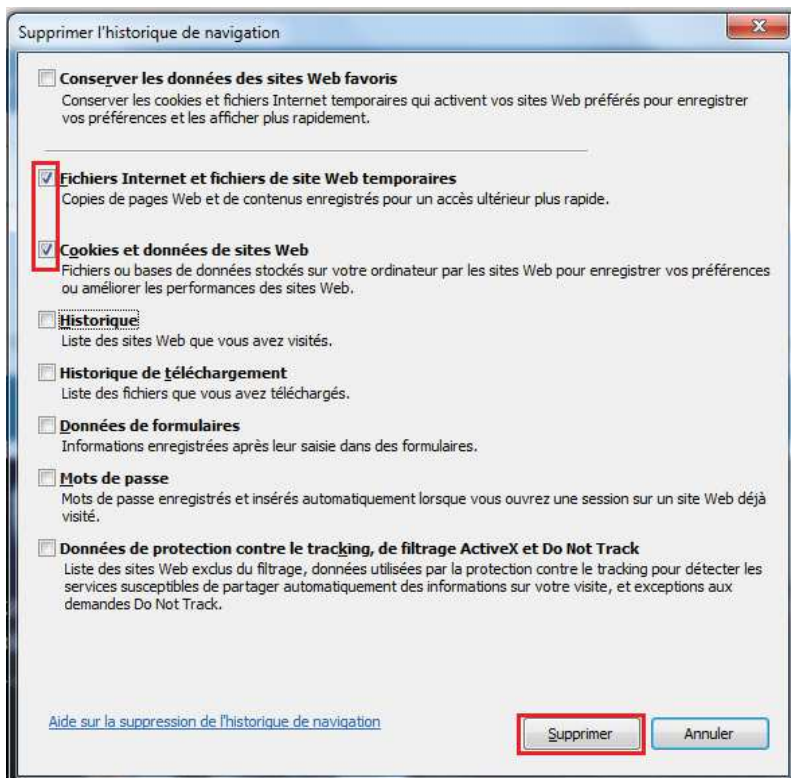 Supprimer l'historique de navigation
Conserver les données des sites Web favoris
Conserver les cookies et fichiers Internet temporaires qui activent vos sites Web préférés pour enregistrer
vos préférences et les afficher plus rapidement.
Fichiers Internet et fichiers de site Web temporaires
Copies de pages Web et de contenus enregistrés pour un accès ultérieur plus rapide.
Cookies et données de sites Web
Fichiers ou bases de données stockés sur votre ordinateur par les sites Web pour enregistrer vos préférences
ou améliorer les performances des sites Web.
Historique
Liste des sites Web que vous avez visités.
Historique de téléchargement
Liste des fichiers que vous avez téléchargés.
Données de formulaires
Informations enregistrées après leur saisie dans des formulaires.
Mots de passe
Mots de passe enregistrés et insérés automatiquement lorsque vous ouvrez une session sur un site Web déjà
visité.
Données de protection contre le tracking, de filtrage ActiveX et Do Not Track
Liste des sites Web exclus du filtrage, données utilisées par la protection contre le tracking pour détecter les
services susceptibles de partager automatiquement des informations sur votre visite, et exceptions aux
demandes Do Not Track.
Aide sur la suppression de l'historique de navigation
Supprimer
Annuler